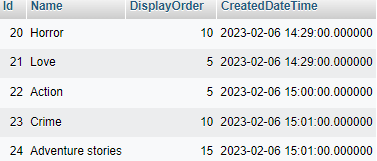 Id Name DisplayOrder CreatedDateTime
20 Horror 10 2023-02-06 14:29:00.000000
21 Love 5 2023-02-06 14:29:00.000000
22 Action 5 2023-02-06 15:00:00.000000
23 Crime 10 2023-02-06 15:01:00.000000
24 Adventure stories 15 2023-02-06 15:01:00.000000